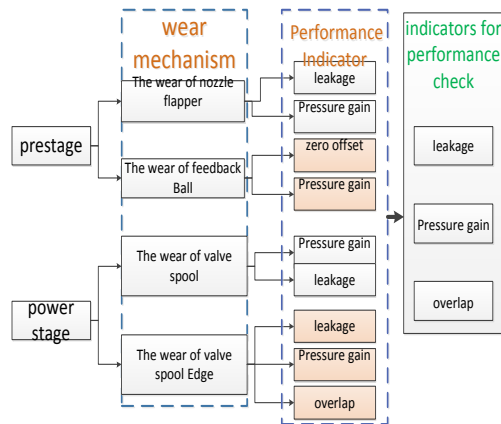 wear
mechanism
Performance
Indicator
indicators for
performance
check
prestage
The wear of nozzle
flapper
leakage
Pressure gain
The wear of feedback
Ball
zero offset
Pressure gain
leakage
Pressure gain
overlap
power
stage
The wear of valve
spool
Pressure gain
leakage
The wear of valve
spool Edge
leakage
Pressure gain
overlap